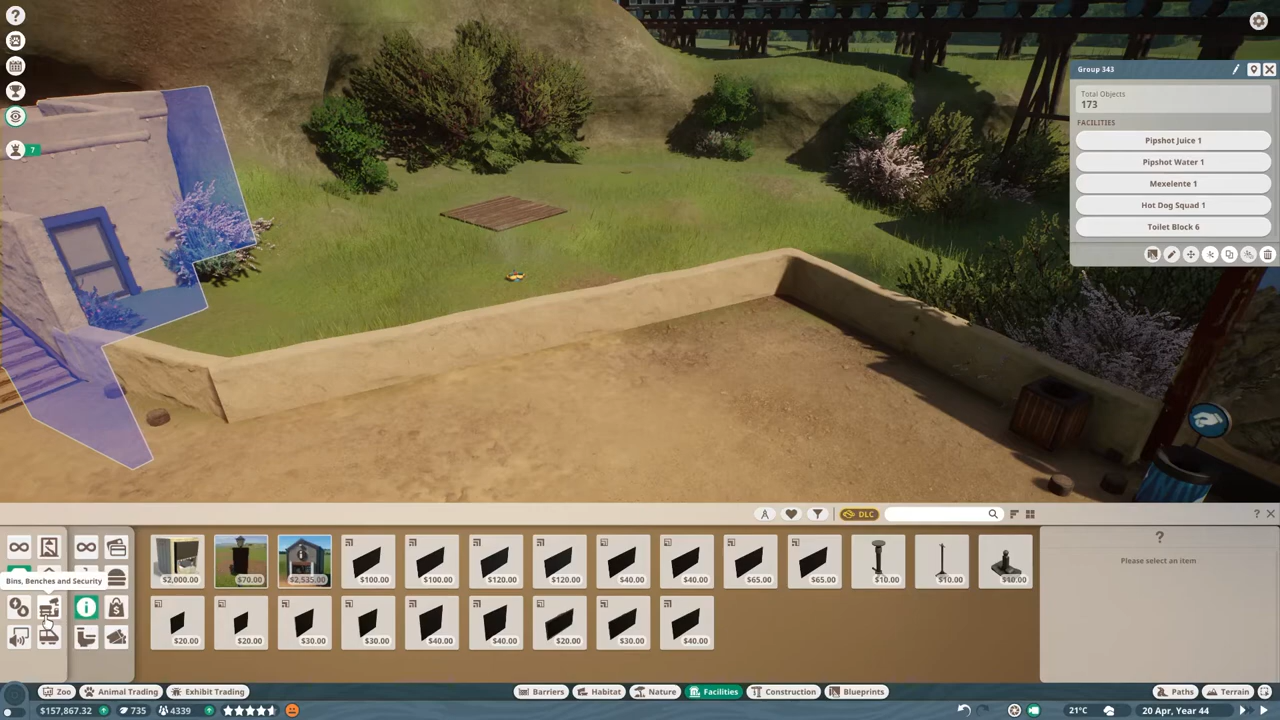 ?
7
Group 343
Total Objects
173
FACILITIES
Pipshot Juice 1
Pipshot Water 1
Mexelente 1
Hot Dog Squad 1
Toilet Block 6
DLC
?
Bins, Benches and Security
$2,000.00 $70.00 $2,535.00 $100.00 $100.00 $120.00 $120.00 $40.00 $40.00 $65.00 $65.00 $10.00 $10.00 $10.00
$20.00 $20.00 $30.00 $30.00 $40.00 $40.00 $20.00 $30.00 $40.00
?
Please select an item
Zoo Animal Trading Exhibit Trading Barriers Habitat Nature Facilities Construction Blueprints Paths Terrain
$157,867.32 735 4339 21°C 20 Apr, Year 44